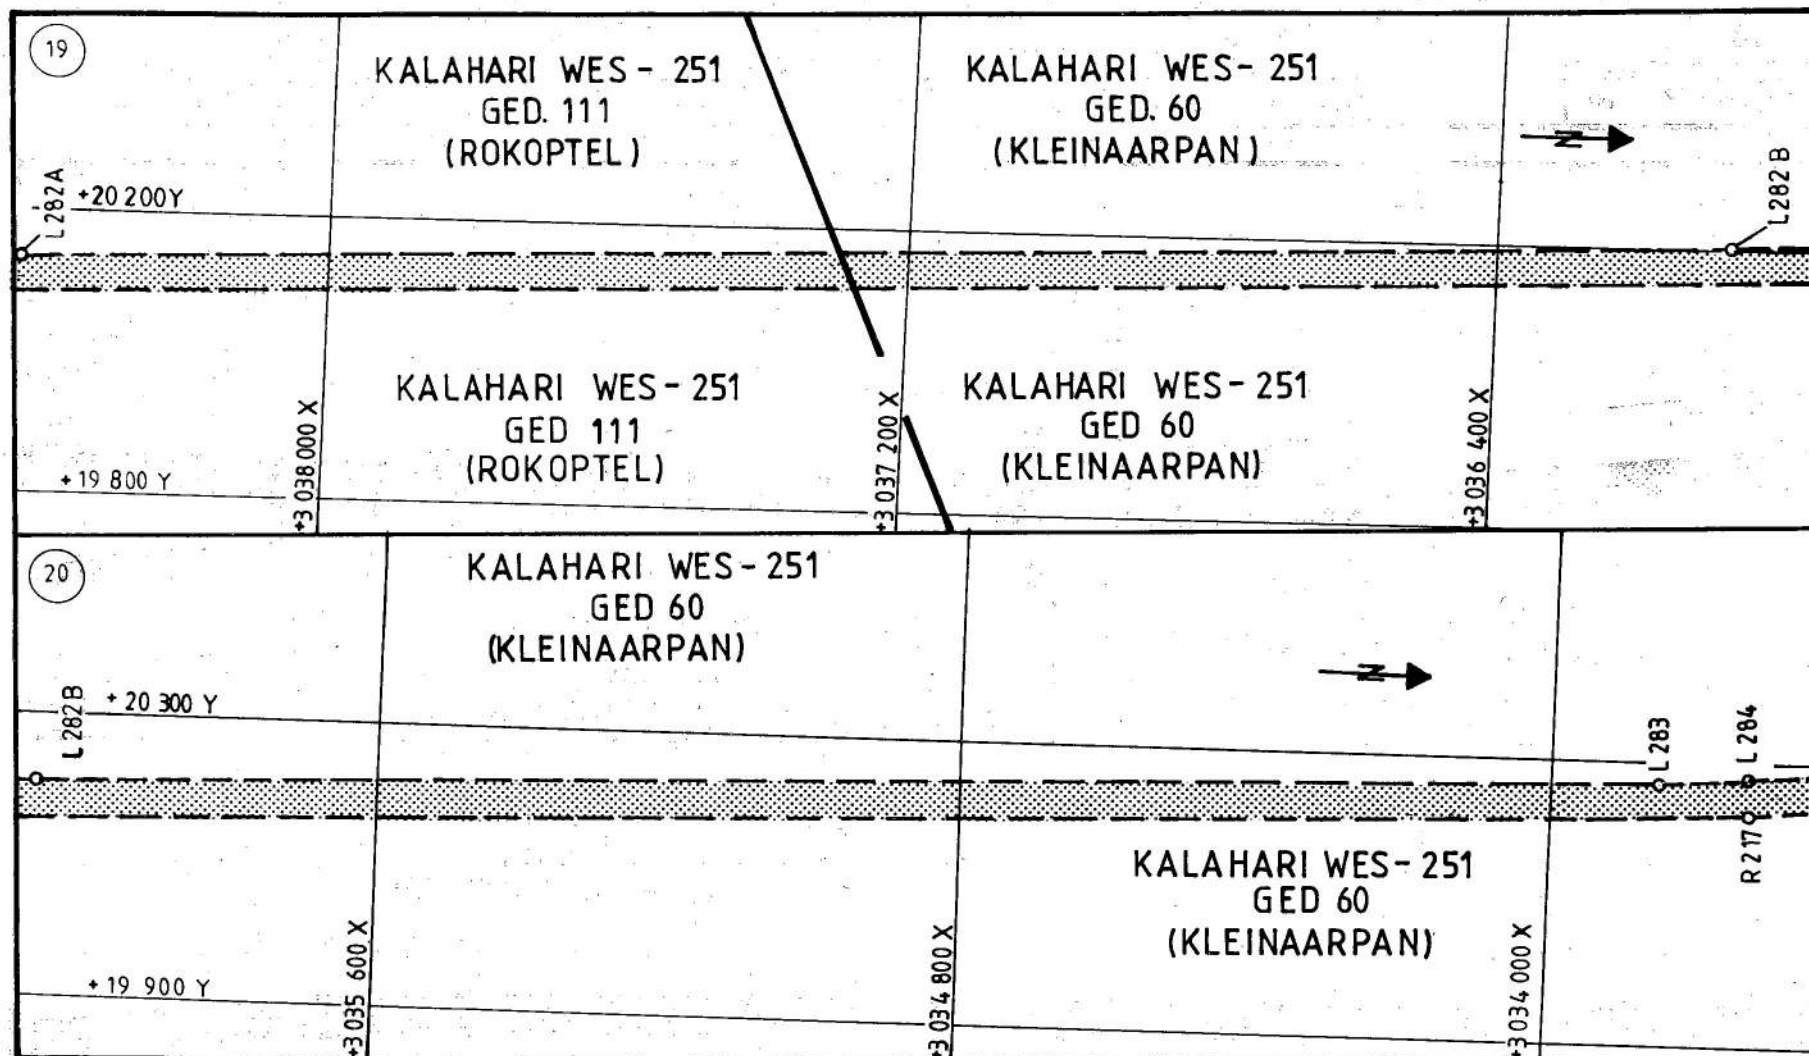 19
KALAHARI WES - 251
GED. 111
(ROKOPTEL)
KALAHARI WES - 251
GED. 60
(KLEINAARPAN)
N
L282A
+20 200 Y
L282 B
KALAHARI WES - 251
GED 111
(ROKOPTEL)
KALAHARI WES - 251
GED 60
(KLEINAARPAN)
+ 19 800 Y
+3 038 000 X
+3 037 200 X
+3 036 400 X
20
KALAHARI WES - 251
GED 60
(KLEINAARPAN)
N
L282B
+ 20 300 Y
L283
L 284
R 217
KALAHARI WES - 251
GED 60
(KLEINAARPAN)
+ 19 900 Y
+3 035 600 X
+3 034 800 X
+3 034 000 X